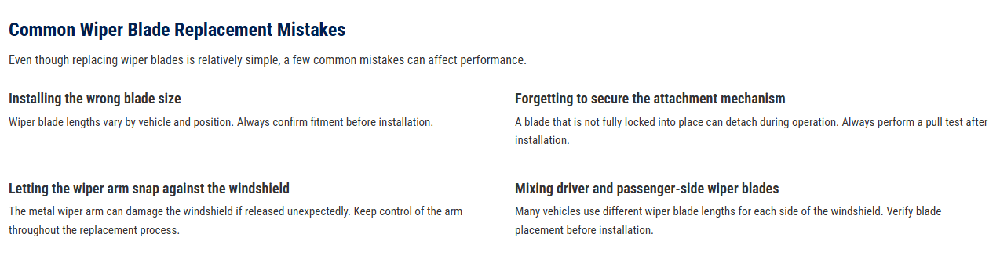 Common Wiper Blade Replacement Mistakes
Even though replacing wiper blades is relatively simple, a few common mistakes can affect performance.
Installing the wrong blade size
Wiper blade lengths vary by vehicle and position. Always confirm fitment before installation.
Forgetting to secure the attachment mechanism
A blade that is not fully locked into place can detach during operation. Always perform a pull test after
installation.
Letting the wiper arm snap against the windshield
The metal wiper arm can damage the windshield if released unexpectedly. Keep control of the arm
throughout the replacement process.
Mixing driver and passenger-side wiper blades
Many vehicles use different wiper blade lengths for each side of the windshield. Verify blade
placement before installation.